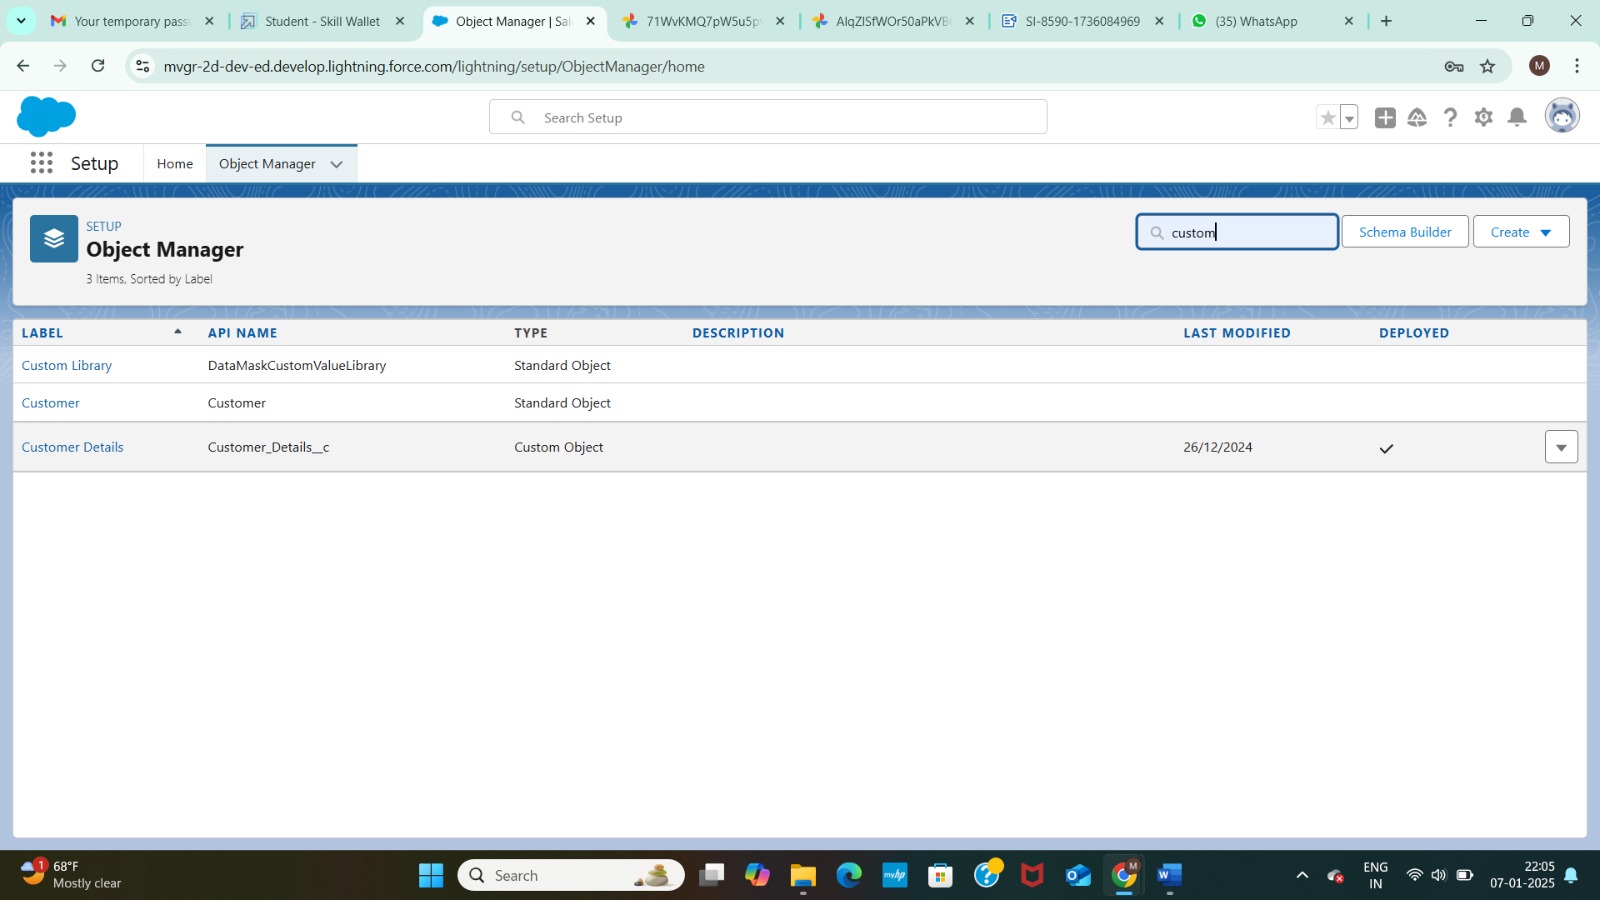 Your temporary pass
Student - Skill Wallet
Object Manager | Sal
71WvKMQ7pW5u5p
(35) WhatsApp
SI-8590-1736084969
mvgr-2d-dev-ed.develop.lightning.force.com/lightning/setup/ObjectManager/home
M
Search Setup
Setup
Home
Object Manager
SETUP
Object Manager
3 Items, Sorted by Label
custom
Schema Builder
Create
LABEL API NAME TYPE DESCRIPTION LAST MODIFIED DEPLOYED
Custom Library DataMaskCustomValueLibrary Standard Object
Customer Customer Standard Object
Customer Details Customer_Details__c Custom Object 26/12/2024
1
68°F
Mostly clear
Search
myhp
M
ENG
IN
22:05
07-01-2025